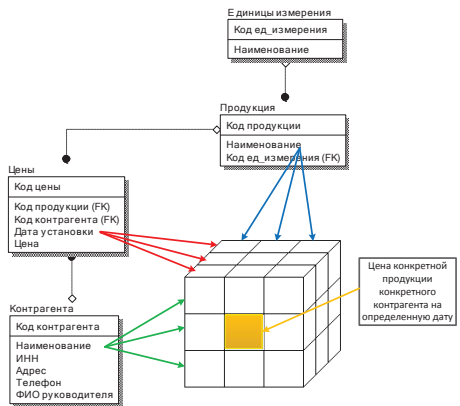 Единицы измерения
Код ед_измерения
Наименование
Продукция
Код продукции
Наименование
Код ед_измерения (FK)
Цены
Код цены
Код продукции (FK)
Код контрагента (FK)
Дата установки
Цена
Контрагента
Код контрагента
Наименование
ИНН
Адрес
Телефон
ФИО руководителя
Цена конкретной
продукции
конкретного
контрагента на
определенную дату